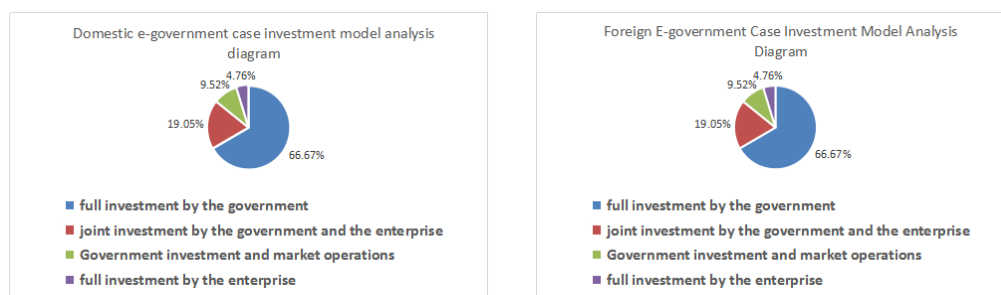 Domestic e-government case investment model analysis
diagram
4.76%
9.52%
19.05%
66.67%
full investment by the government
joint investment by the government and the enterprise
Government investment and market operations
full investment by the enterprise
Foreign E-government Case Investment Model Analysis
Diagram
4.76%
9.52%
19.05%
66.67%
full investment by the government
joint investment by the government and the enterprise
Government investment and market operations
full investment by the enterprise